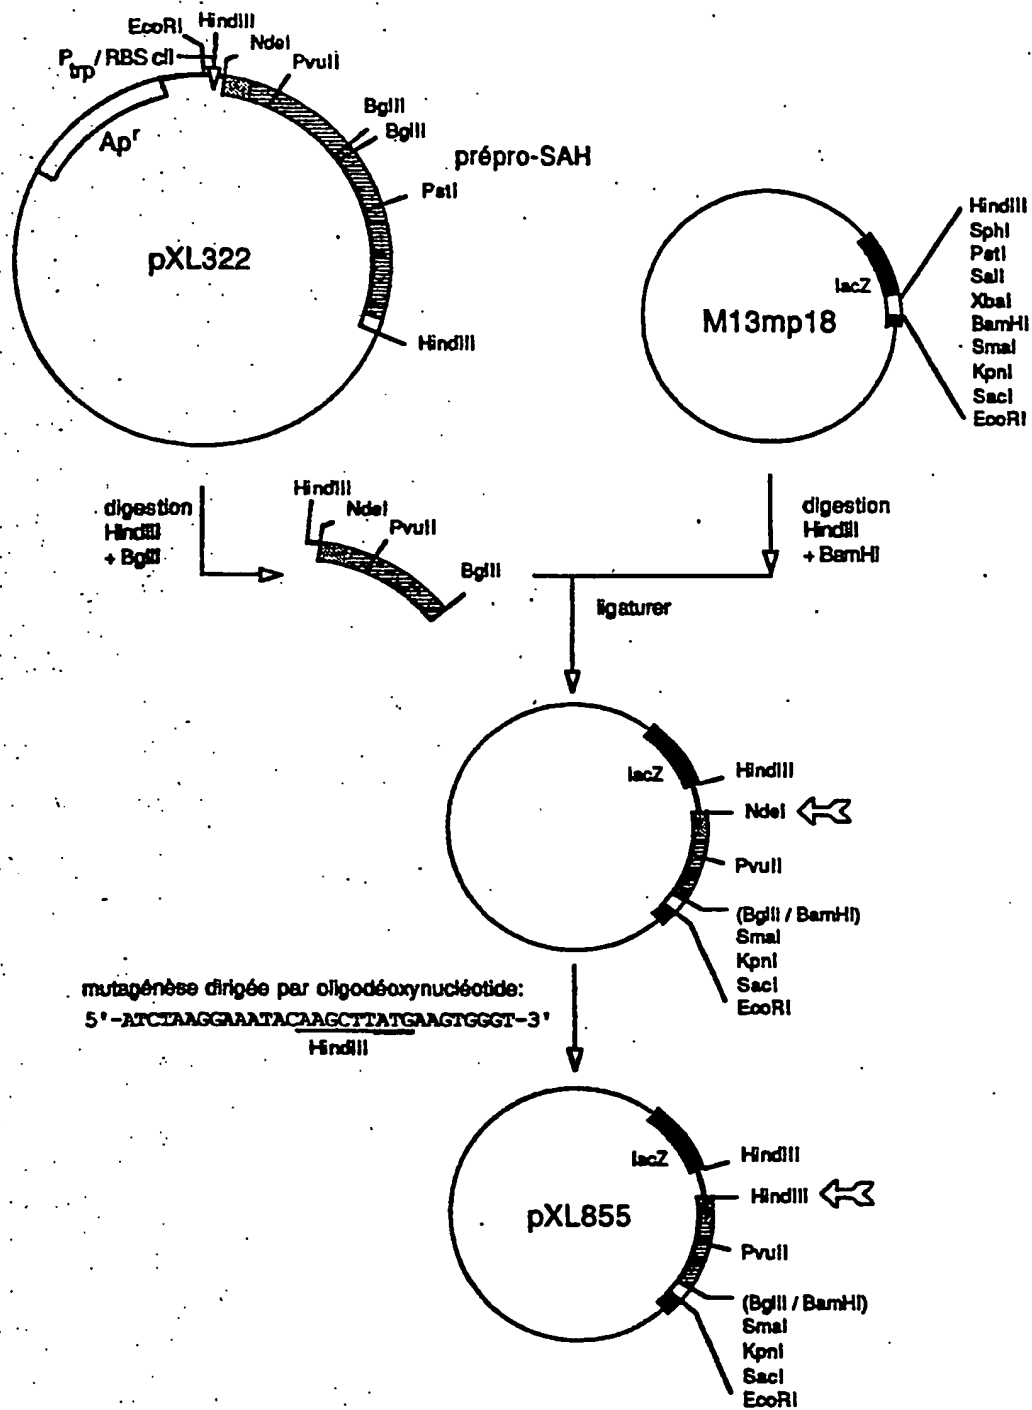 EcoRI
HindIII
P trp / RBS cII
NdeI
PvuII
BglII
BglII
Ap r
prépro-SAH
PstI
pXL322
HindIII
lacZ
M13mp18
HindIII
SphI
PstI
SalI
XbaI
BamHI
SmaI
KpnI
SacI
EcoRI
digestion
HindIII
+ BglII
HindIII
NdeI
PvuII
BglII
digestion
HindIII
+ BamHI
ligaturer
lacZ
HindIII
NdeI
PvuII
(BglII / BamHI)
SmaI
KpnI
SacI
EcoRI
mutagénèse dirigée par oligodéoxynucléotide:
5'-ATCTAAGGAAATACAAGCTTATGAAGTGGGT-3'
HindIII
lacZ
HindIII
HindIII
pXL855
PvuII
(BglII / BamHI)
SmaI
KpnI
SacI
EcoRI